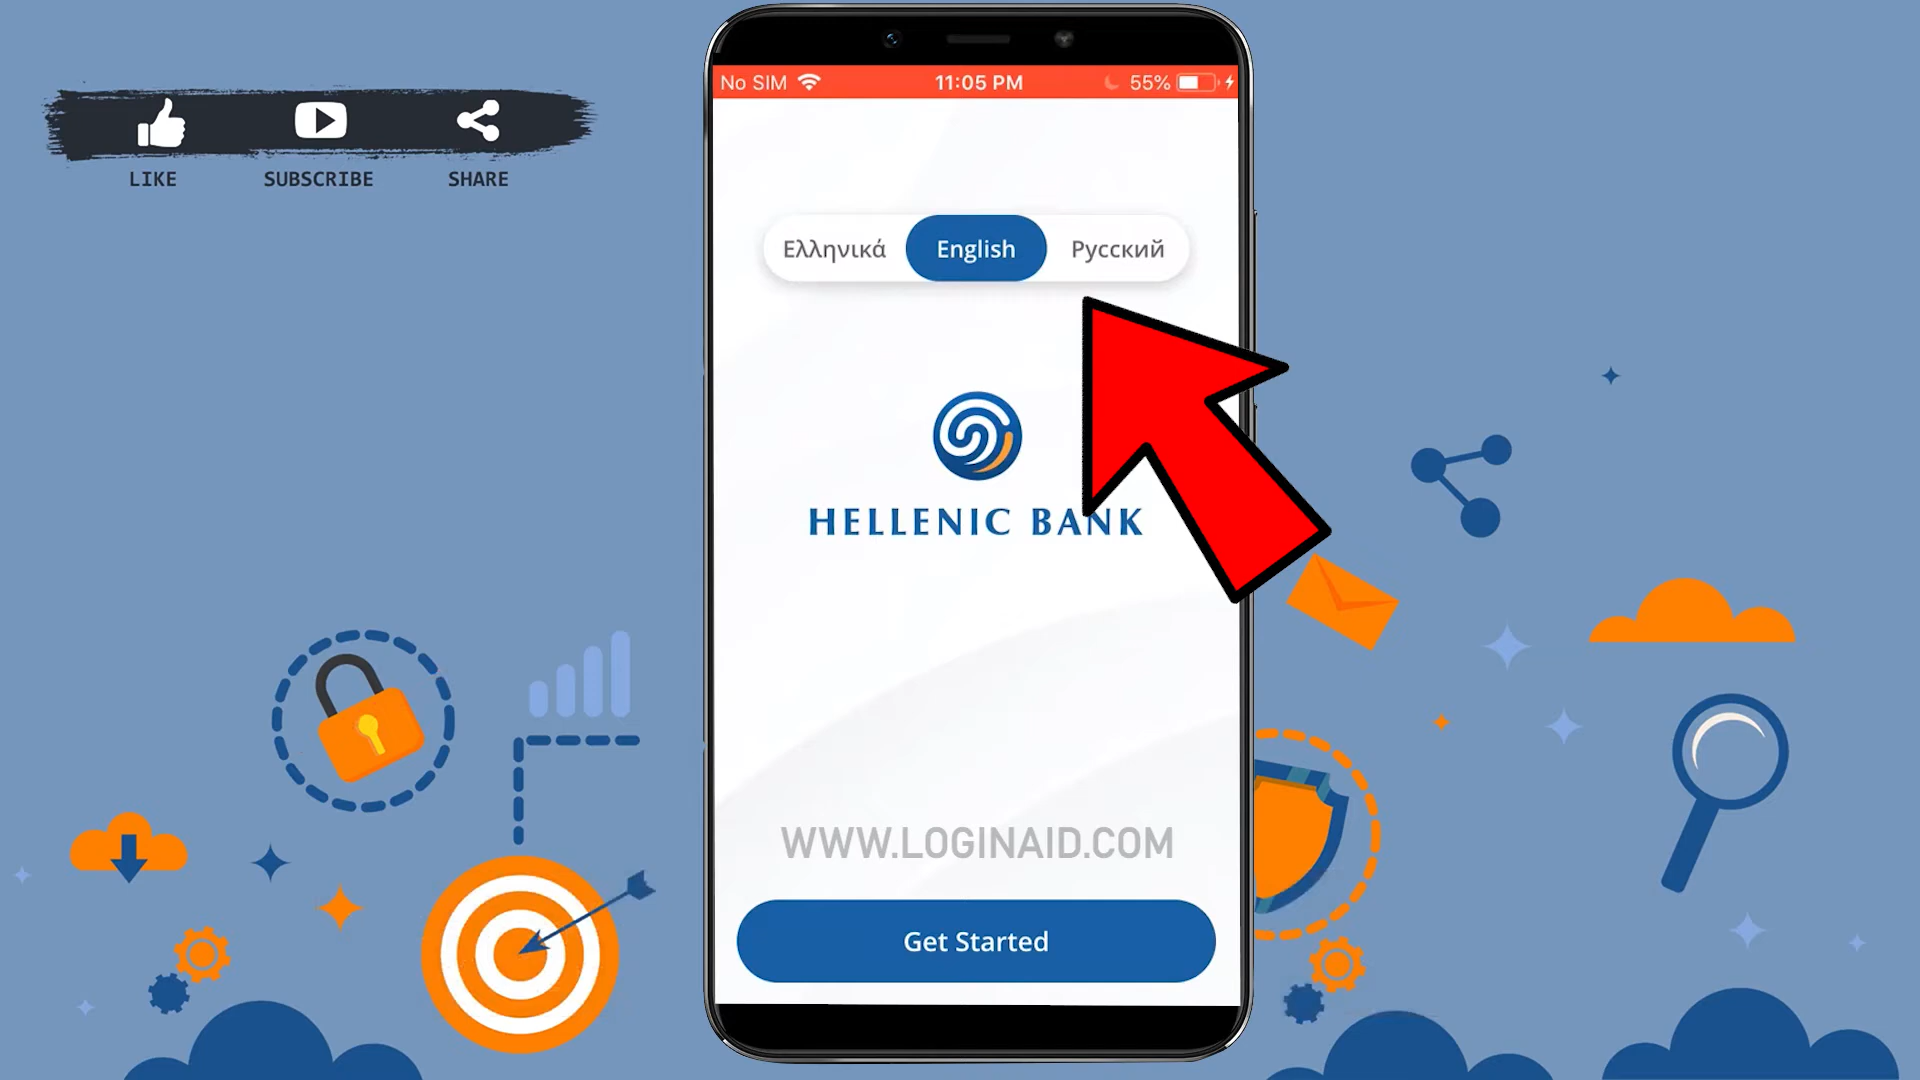 LIKE SUBSCRIBE SHARE
No SIM 11:05 PM 55%
Ελληνικά English Русский
HELLENIC BANK
WWW.LOGINAID.COM
Get Started